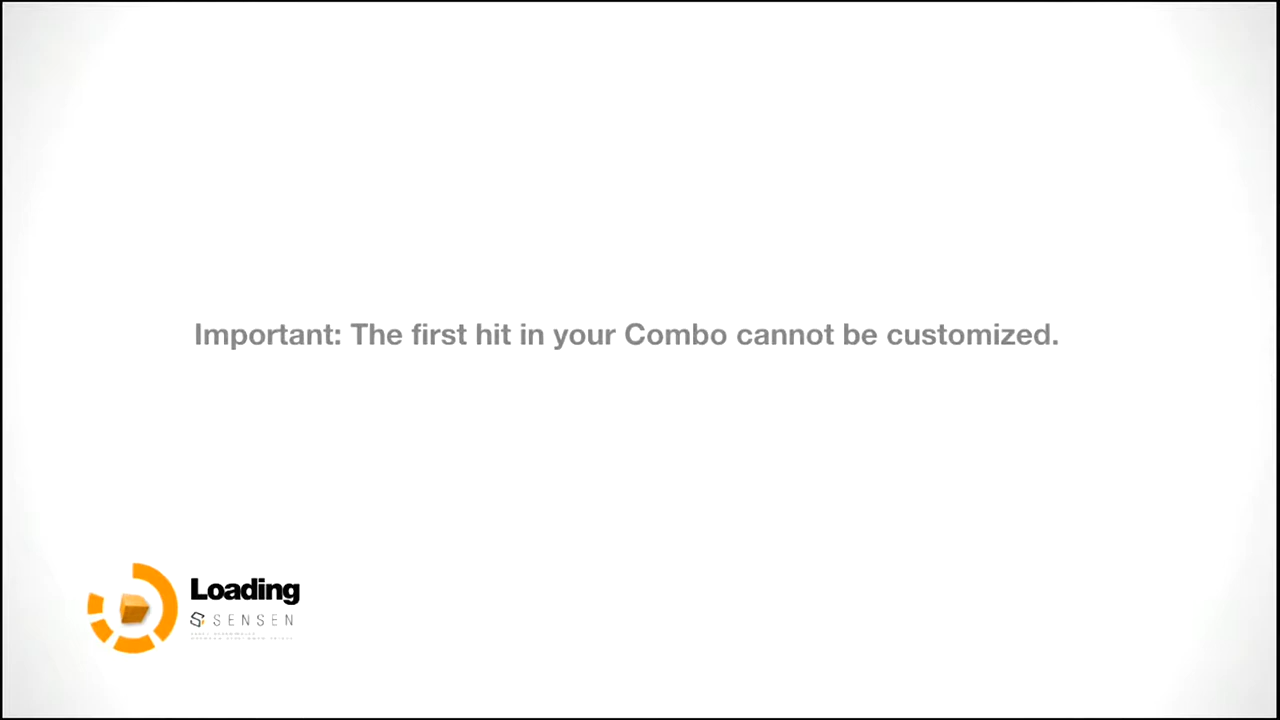 Important: The first hit in your Combo cannot be customized.
Loading
SENSEN